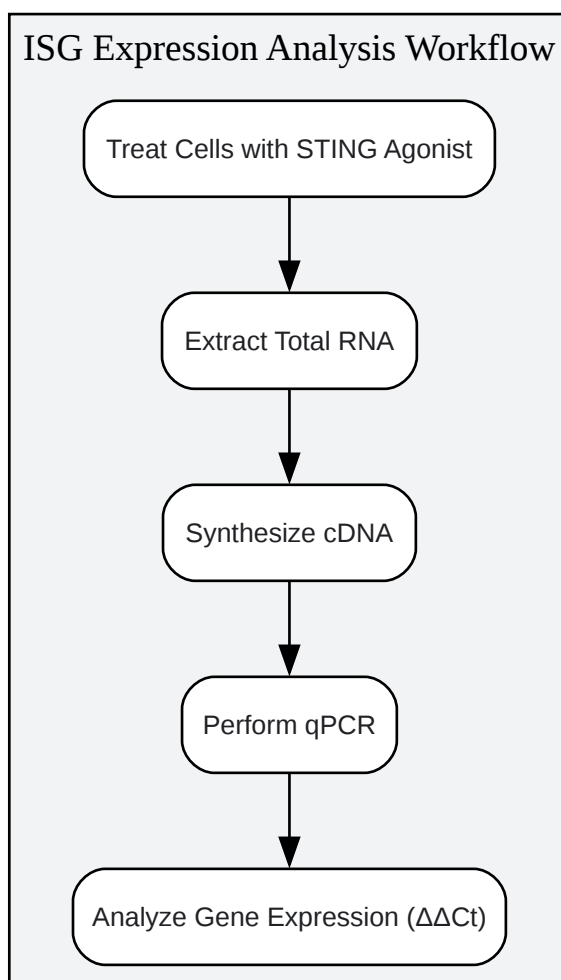 ISG Expression Analysis Workflow
Treat Cells with STING Agonist
Extract Total RNA
Synthesize cDNA
Perform qPCR
Analyze Gene Expression (ΔΔCt)